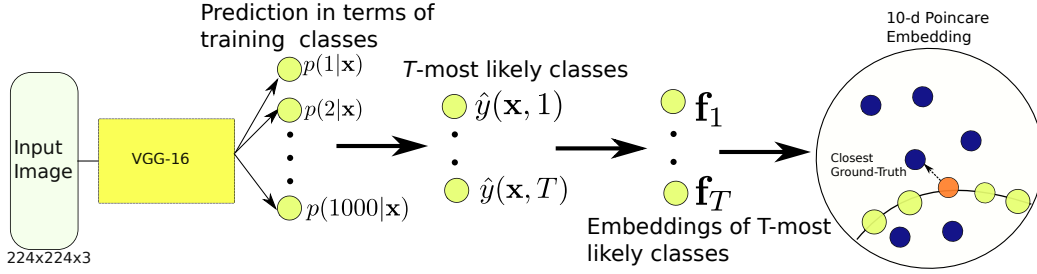 Prediction in terms of
training classes
10-d Poincare
Embedding
p(1|x)
T-most likely classes
p(2|x)
ŷ(x, 1)
f₁
Input
Image
VGG-16
Closest
Ground-Truth
p(1000|x)
ŷ(x, T)
f_T
Embeddings of T-most
likely classes
224x224x3